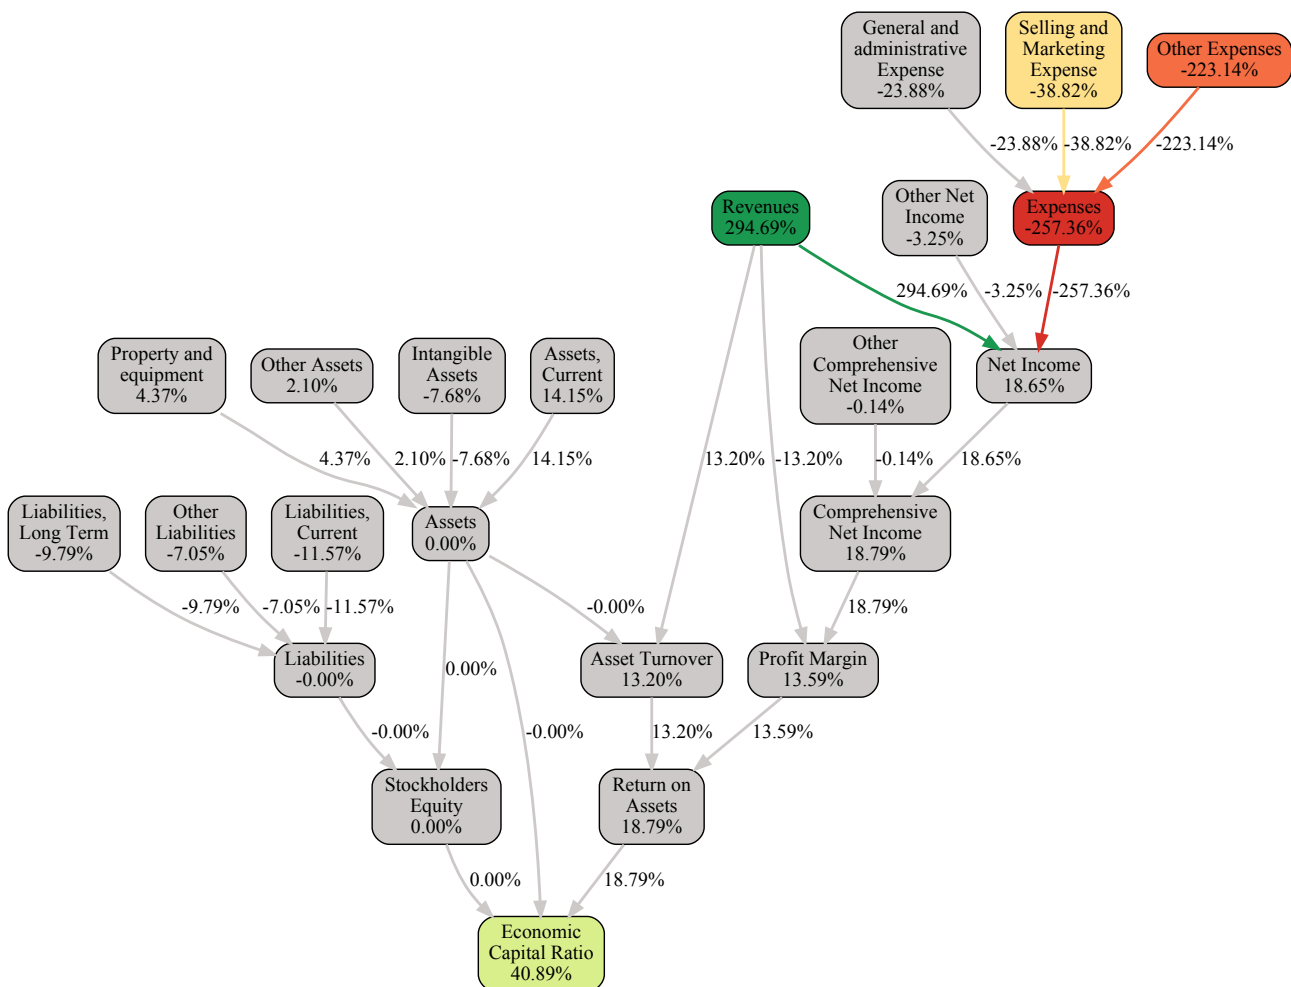 General and
administrative
Expense
-23.88%
Selling and
Marketing
Expense
-38.82%
Other Expenses
-223.14%
-23.88%
-38.82%
-223.14%
Revenues
294.69%
Other Net
Income
-3.25%
Expenses
-257.36%
294.69%
-3.25%
-257.36%
Property and
equipment
4.37%
Other Assets
2.10%
Intangible
Assets
-7.68%
Assets,
Current
14.15%
Other
Comprehensive
Net Income
-0.14%
Net Income
18.65%
4.37%
2.10%
-7.68%
14.15%
13.20%
-13.20%
-0.14%
18.65%
Liabilities,
Long Term
-9.79%
Other
Liabilities
-7.05%
Liabilities,
Current
-11.57%
Assets
0.00%
Comprehensive
Net Income
18.79%
-9.79%
-7.05%
-11.57%
-0.00%
18.79%
Liabilities
-0.00%
0.00%
Asset Turnover
13.20%
Profit Margin
13.59%
-0.00%
-0.00%
13.20%
13.59%
Stockholders
Equity
0.00%
Return on
Assets
18.79%
0.00%
18.79%
Economic
Capital Ratio
40.89%